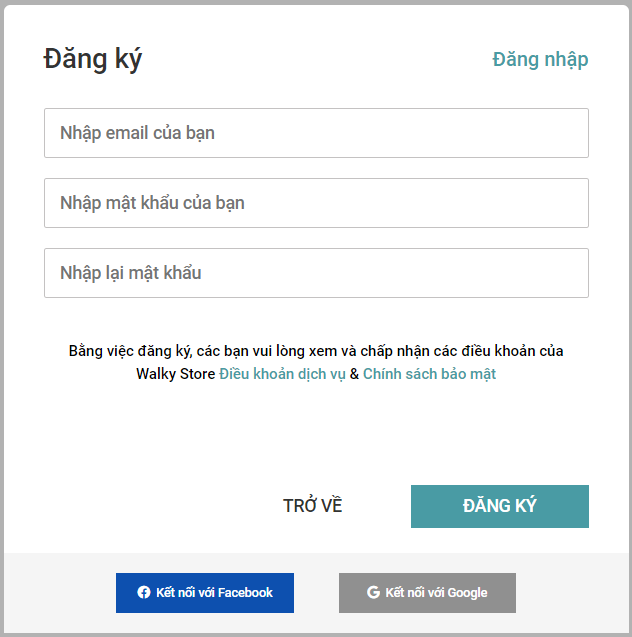 Đăng ký
Đăng nhập
Nhập email của bạn
Nhập mật khẩu của bạn
Nhập lại mật khẩu
Bằng việc đăng ký, các bạn vui lòng xem và chấp nhận các điều khoản của
Walky Store Điều khoản dịch vụ & Chính sách bảo mật
TRỞ VỀ
ĐĂNG KÝ
Kết nối với Facebook
Kết nối với Google